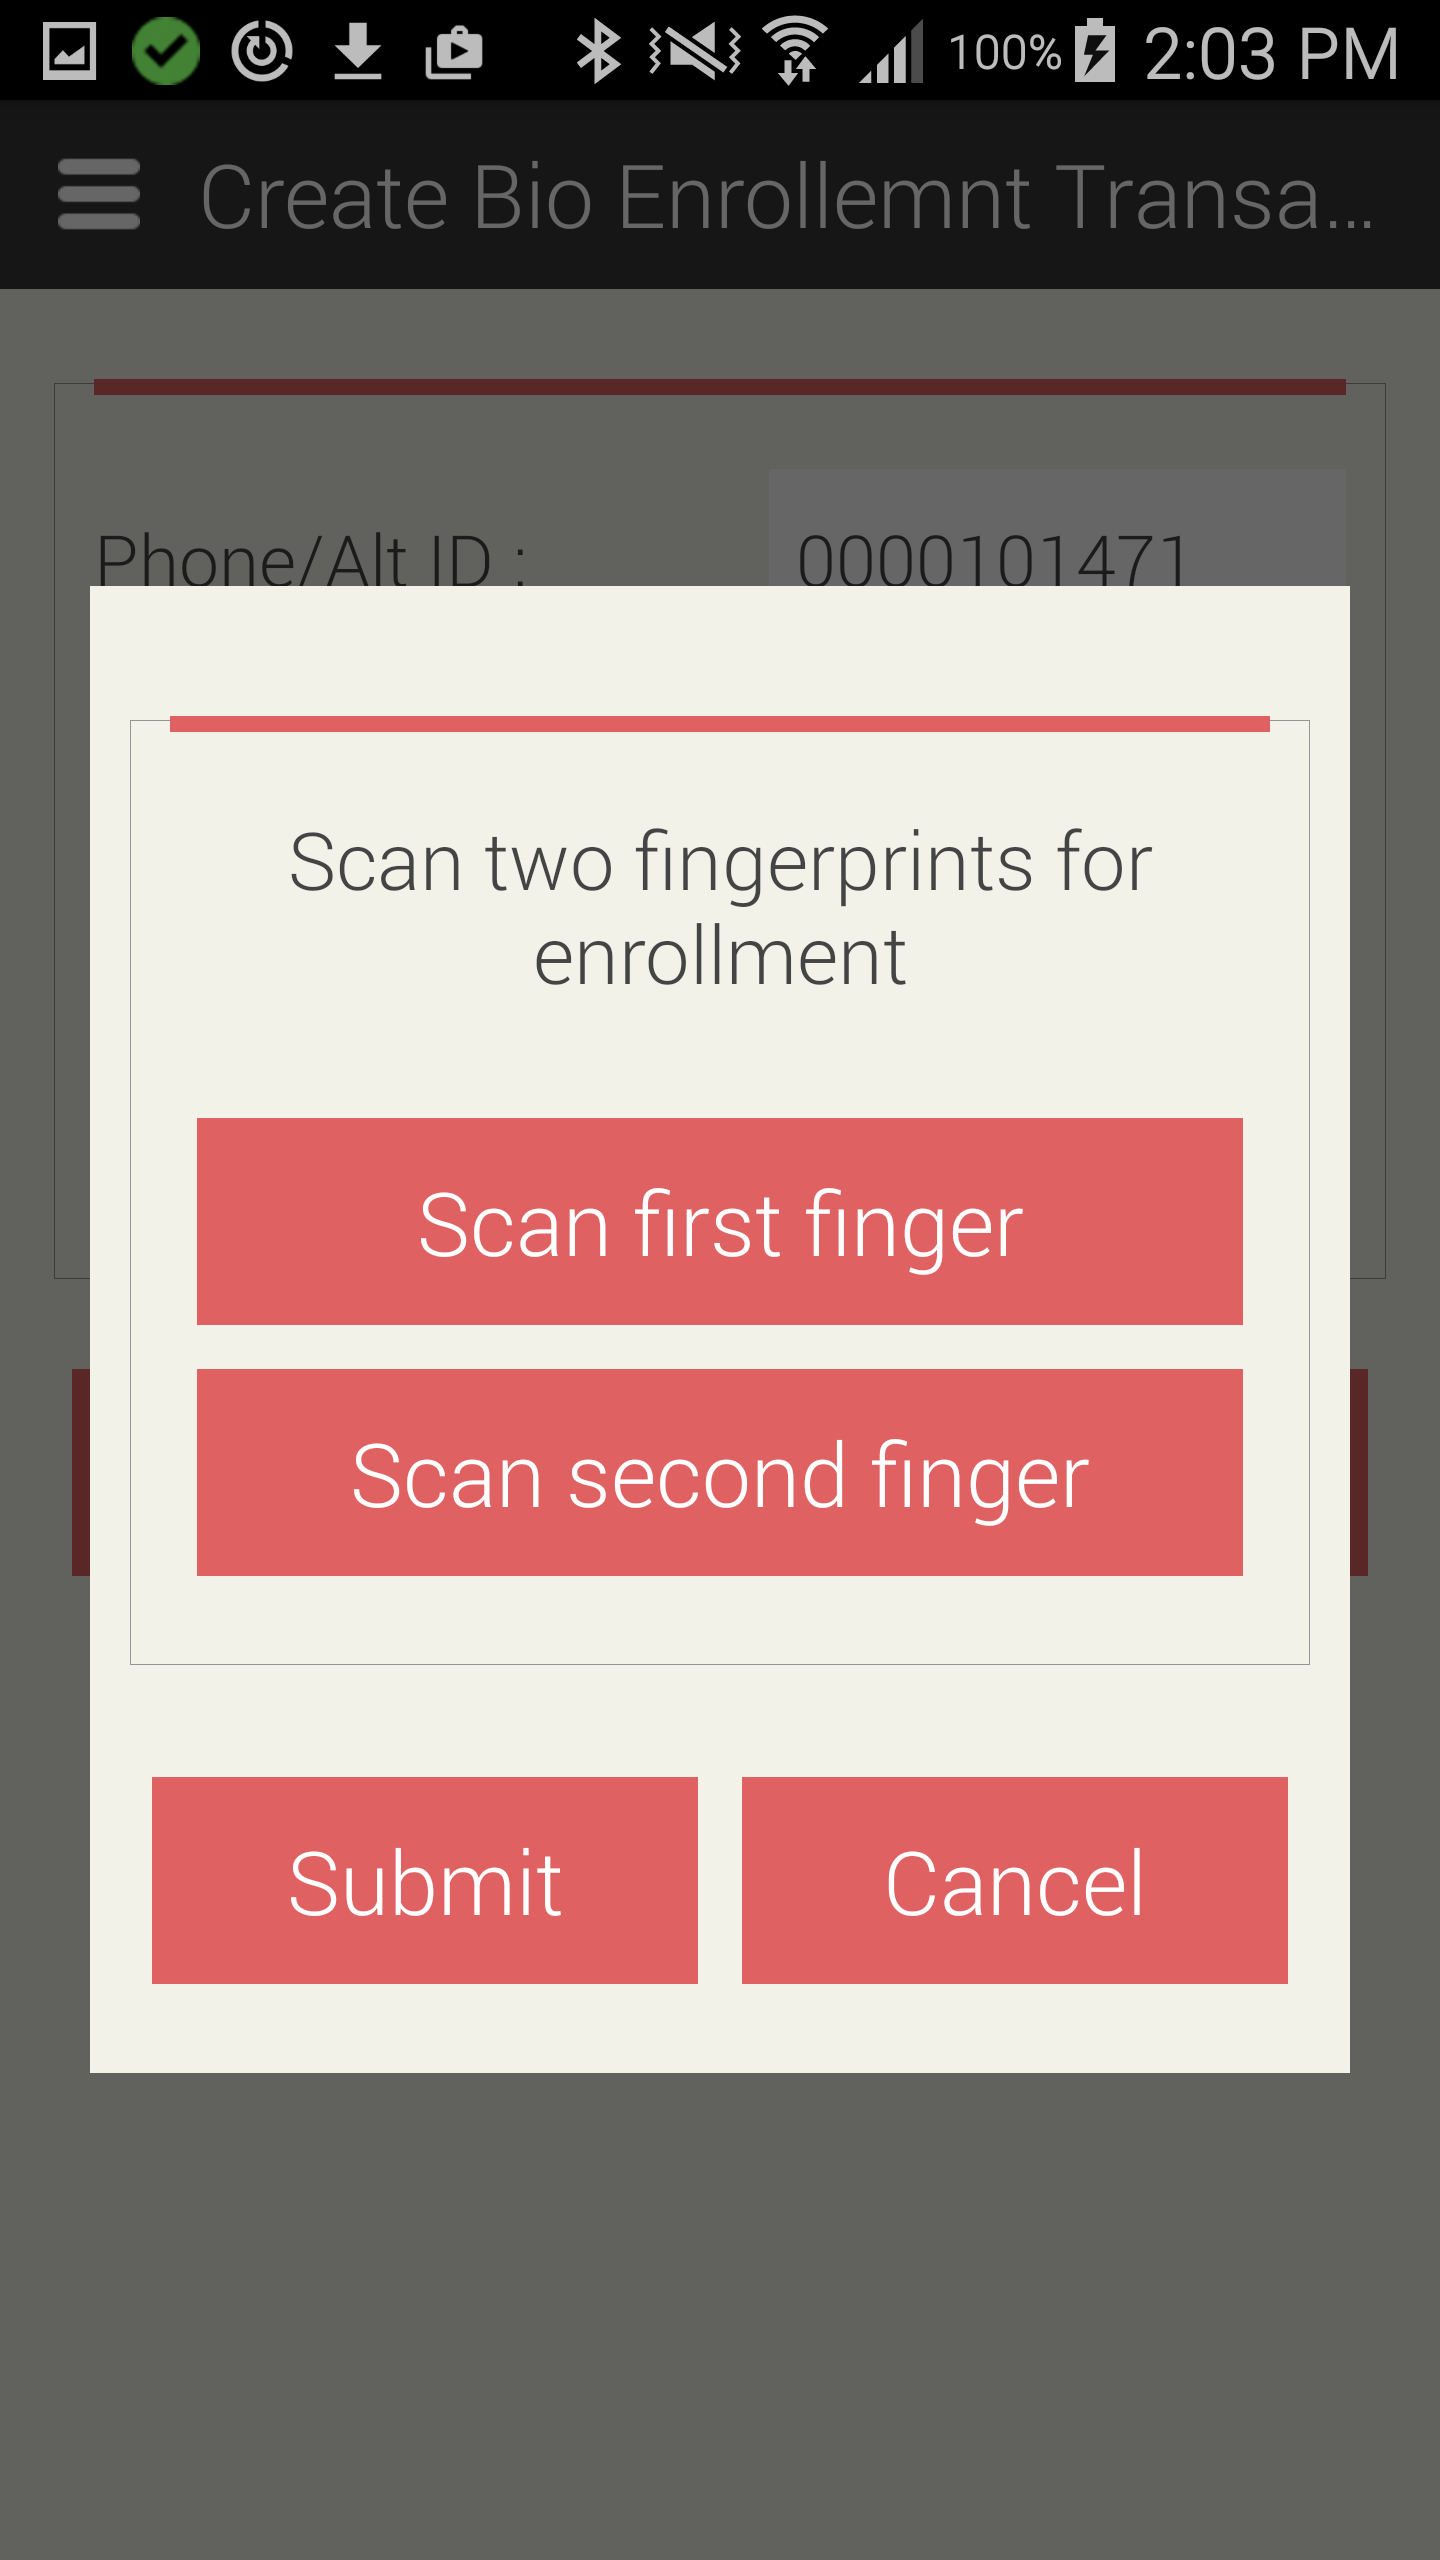 100% 2:03 PM
Create Bio Enrollemnt Transa...
Phone/Alt ID : 0000101471
Scan two fingerprints for
enrollment
Scan first finger
Scan second finger
Submit Cancel